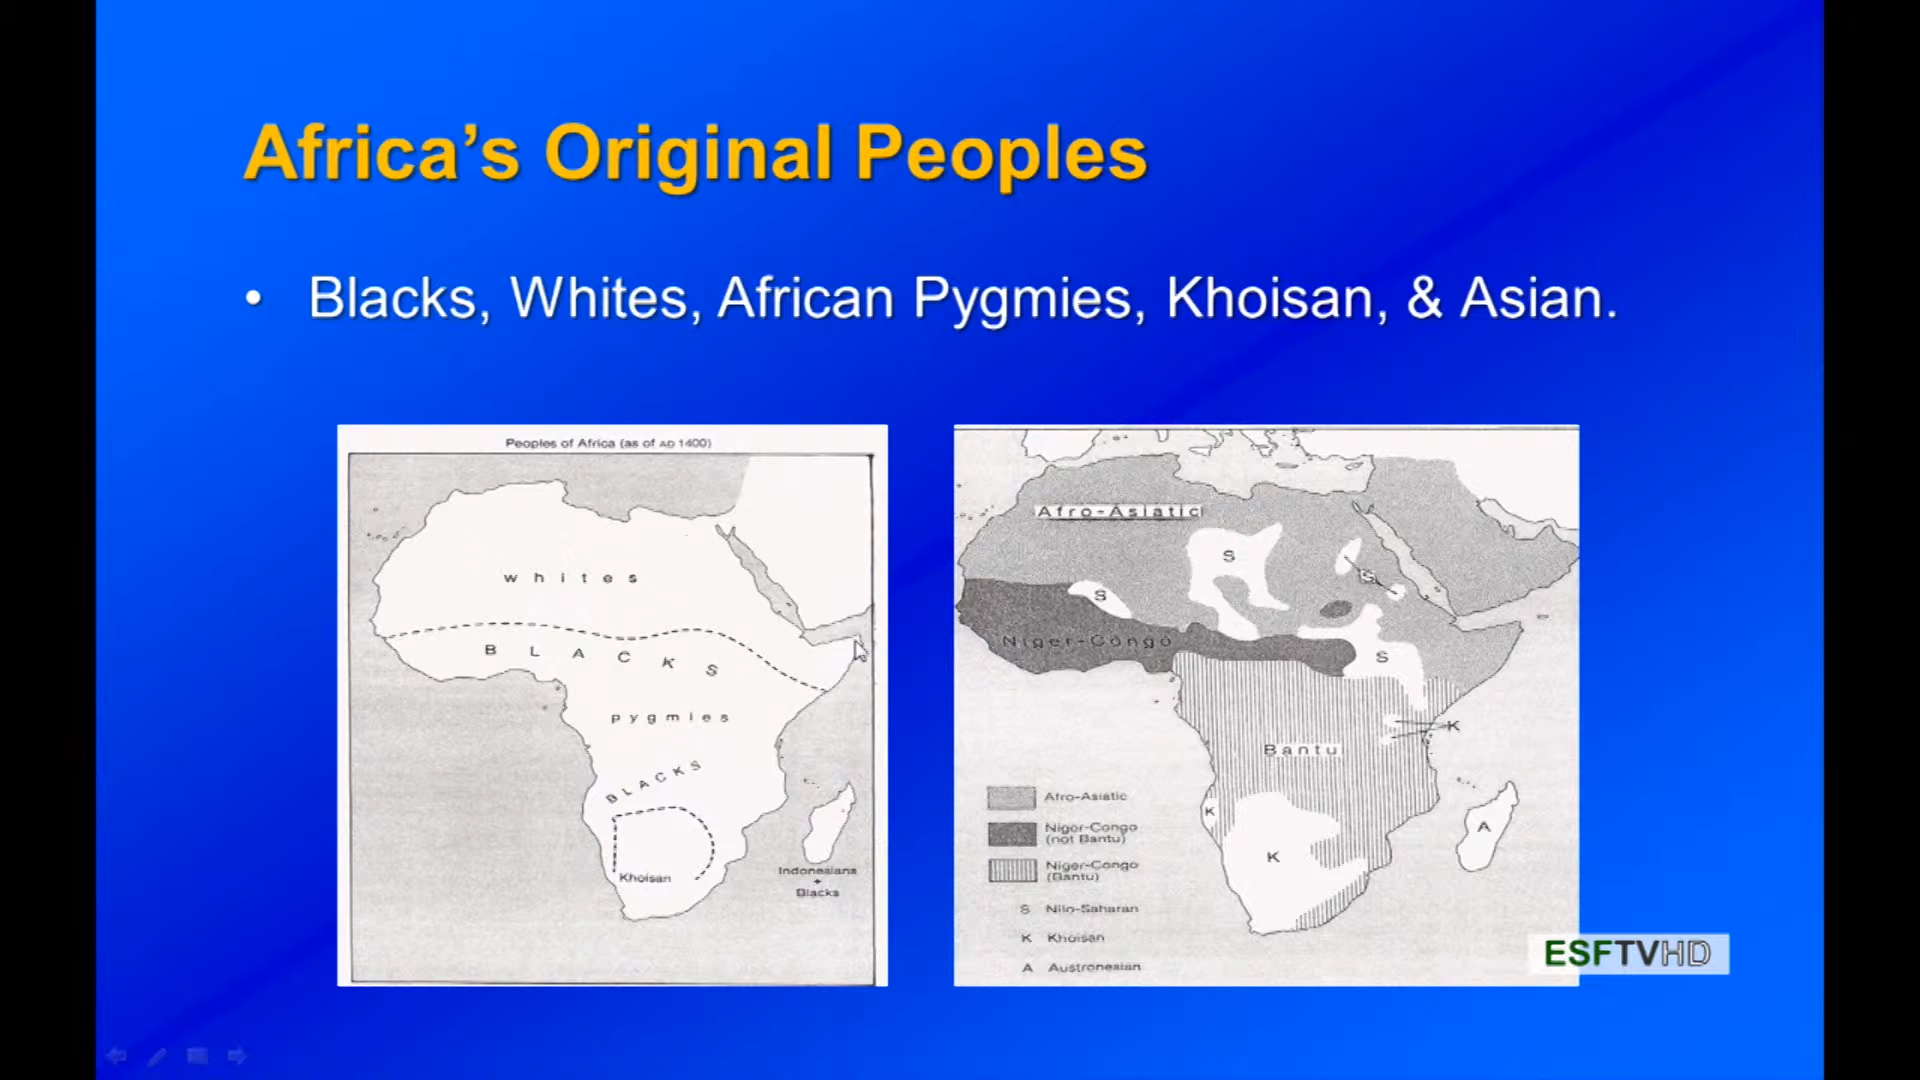 Africa’s Original Peoples
• Blacks, Whites, African Pygmies, Khoisan, & Asian.
Peoples of Africa (as of AD 1400)
whites
BLACKS
pygmies
BLACKS
Khoisan
Indonesians
+
Blacks
Afro-Asiatic
S
S
S
Niger-Congo
S
K
Bantu
K
K
A
Afro-Asiatic
Niger-Congo
(not Bantu)
Niger-Congo
(Bantu)
S Nilo-Saharan
K Khoisan
A Austronesian
ESFTVHD